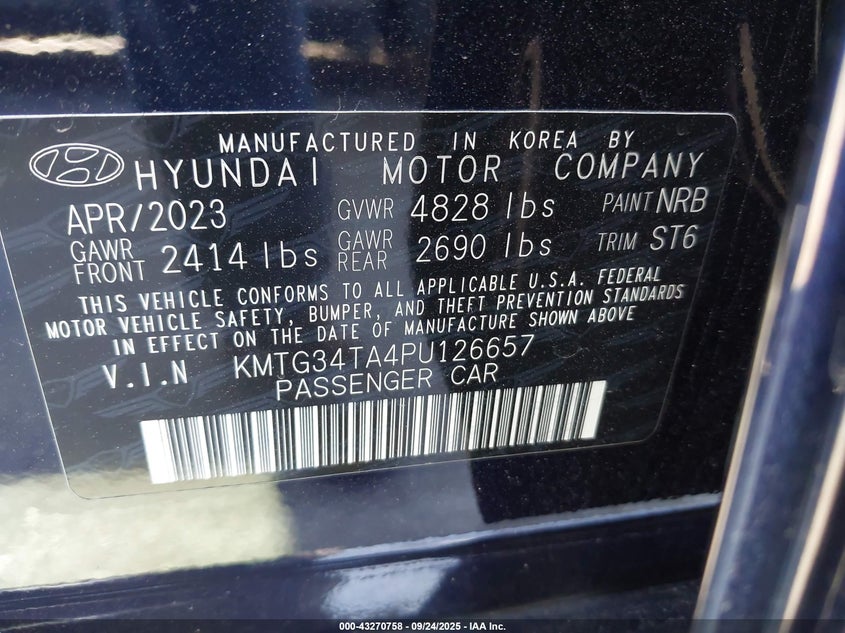 MANUFACTURED IN KOREA BY
HYUNDAI MOTOR COMPANY
APR/2023 GVWR 4828 lbs PAINT NRB
GAWR FRONT 2414 lbs GAWR REAR 2690 lbs TRIM ST6
THIS VEHICLE CONFORMS TO ALL APPLICABLE U.S.A. FEDERAL
MOTOR VEHICLE SAFETY, BUMPER, AND THEFT PREVENTION STANDARDS
IN EFFECT ON THE DATE OF MANUFACTURE SHOWN ABOVE
V.I.N KMTG34TA4PU126657
PASSENGER CAR
000-43270758 - 09/24/2025 - IAA Inc.